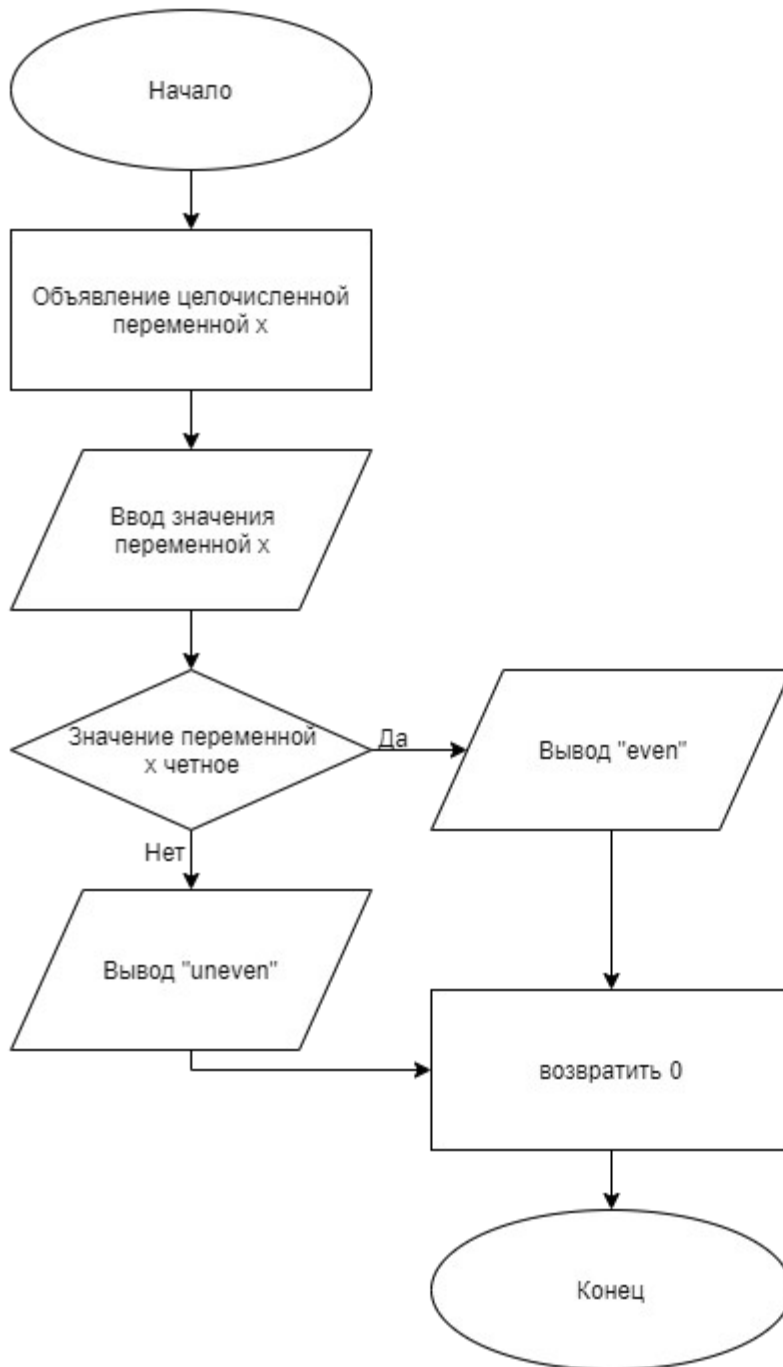 Начало
Объявление целочисленной
переменной x
Ввод значения
переменной x
Значение переменной
x четное
Да
Вывод "even"
Нет
Вывод "uneven"
возвратить 0
Конец